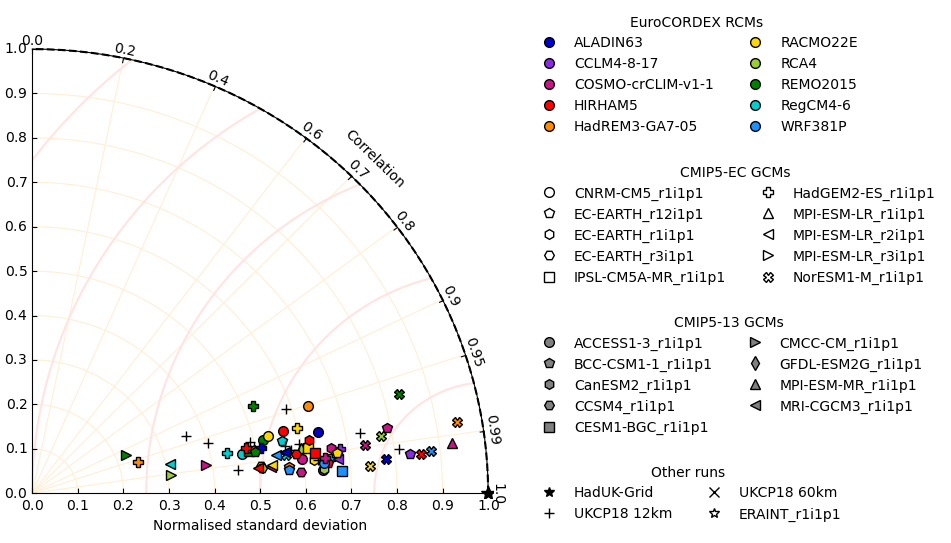 EuroCORDEX RCMs
ALADIN63
CCLM4-8-17
COSMO-crCLIM-v1-1
HIRHAM5
HadREM3-GA7-05
RACMO22E
RCA4
REMO2015
RegCM4-6
WRF381P
CMIP5-EC GCMs
CNRM-CM5_r1i1p1
EC-EARTH_r12i1p1
EC-EARTH_r1i1p1
EC-EARTH_r3i1p1
IPSL-CM5A-MR_r1i1p1
HadGEM2-ES_r1i1p1
MPI-ESM-LR_r1i1p1
MPI-ESM-LR_r2i1p1
MPI-ESM-LR_r3i1p1
NorESM1-M_r1i1p1
CMIP5-13 GCMs
ACCESS1-3_r1i1p1
BCC-CSM1-1_r1i1p1
CanESM2_r1i1p1
CCSM4_r1i1p1
CESM1-BGC_r1i1p1
CMCC-CM_r1i1p1
GFDL-ESM2G_r1i1p1
MPI-ESM-MR_r1i1p1
MRI-CGCM3_r1i1p1
Other runs
HadUK-Grid
UKCP18 12km
UKCP18 60km
ERAINT_r1i1p1
0.0
0.2
0.4
0.6
Correlation
0.7
0.8
0.9
0.95
0.99
1.0
1.0
0.9
0.8
0.7
0.6
0.5
0.4
0.3
0.2
0.1
0.0
0.0 0.1 0.2 0.3 0.4 0.5 0.6 0.7 0.8 0.9 1.0
Normalised standard deviation